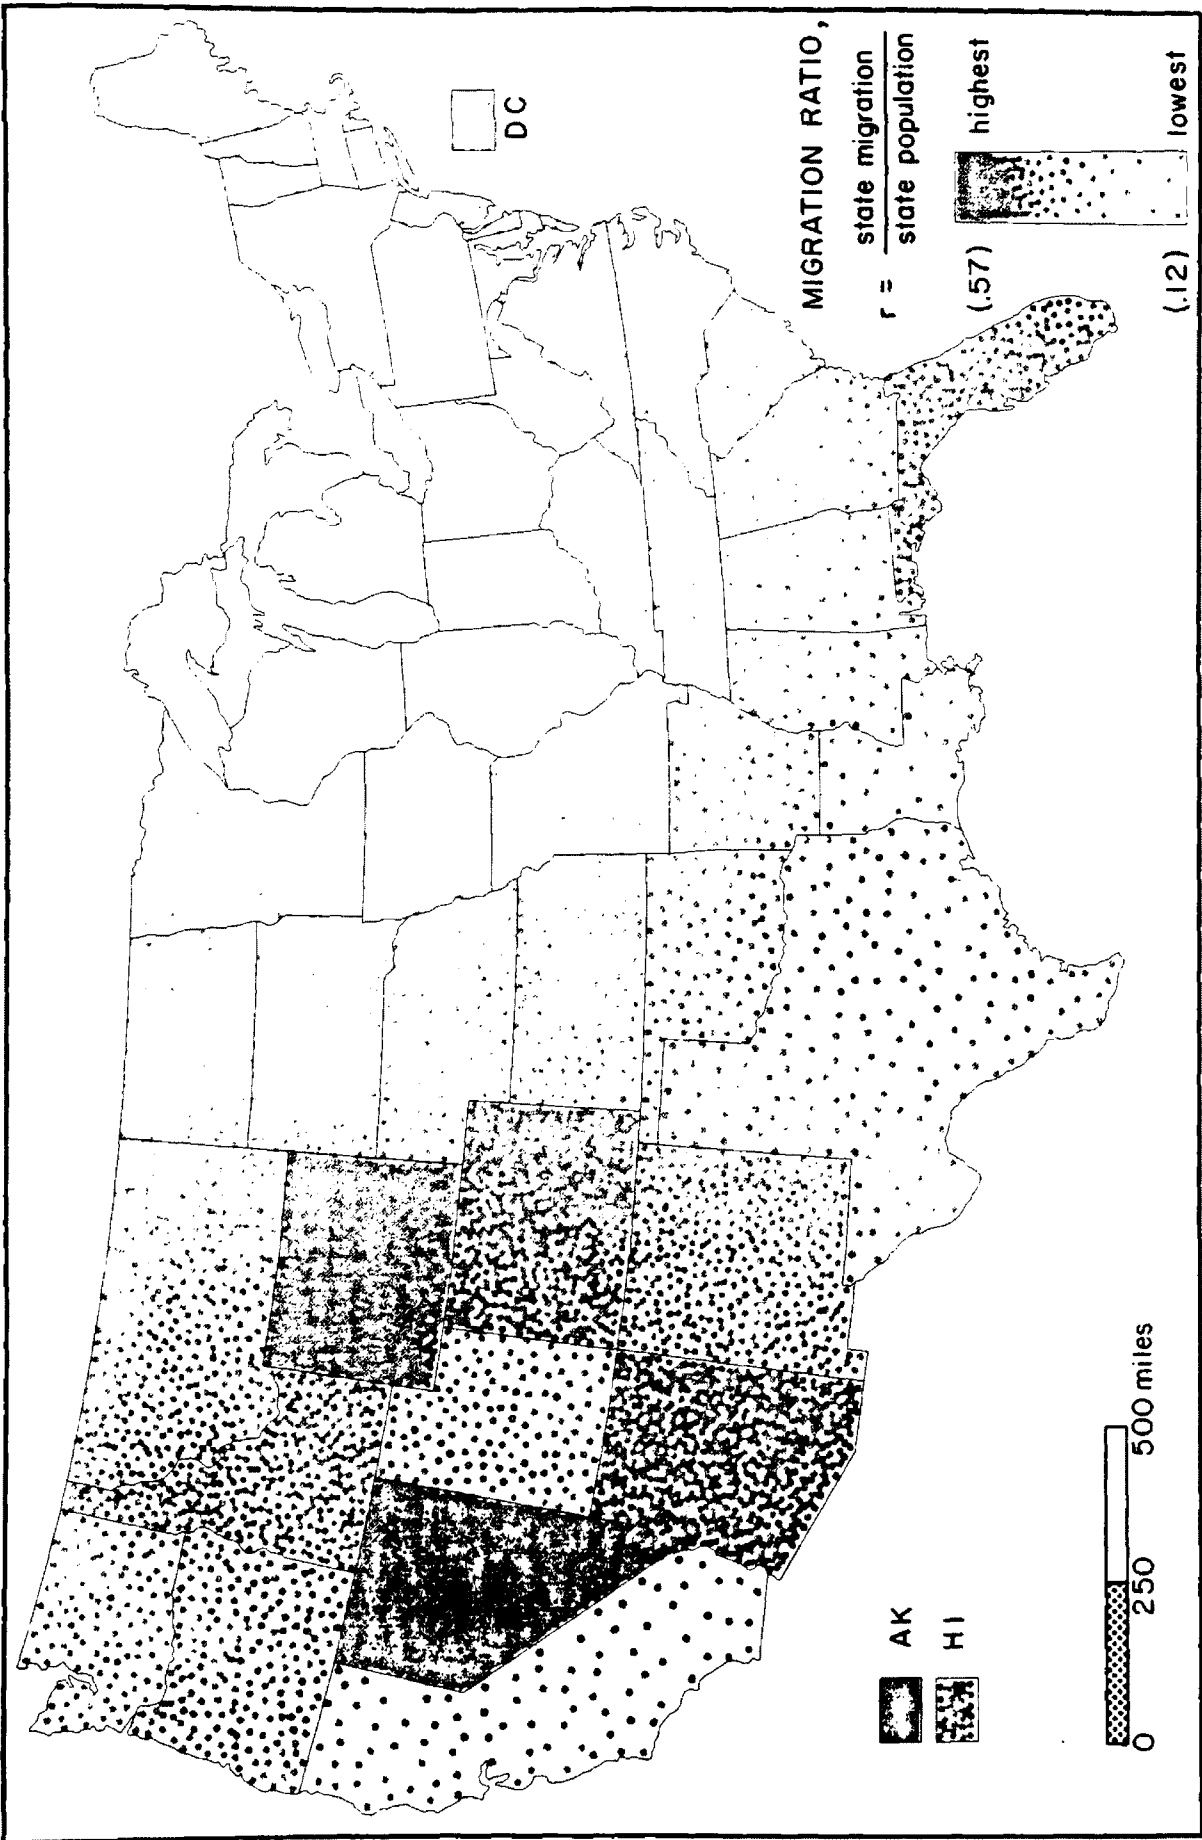 MIGRATION RATIO,
r = state migration
state population
(.57) highest
(.12) lowest
DC
AK
HI
0 250 500 miles